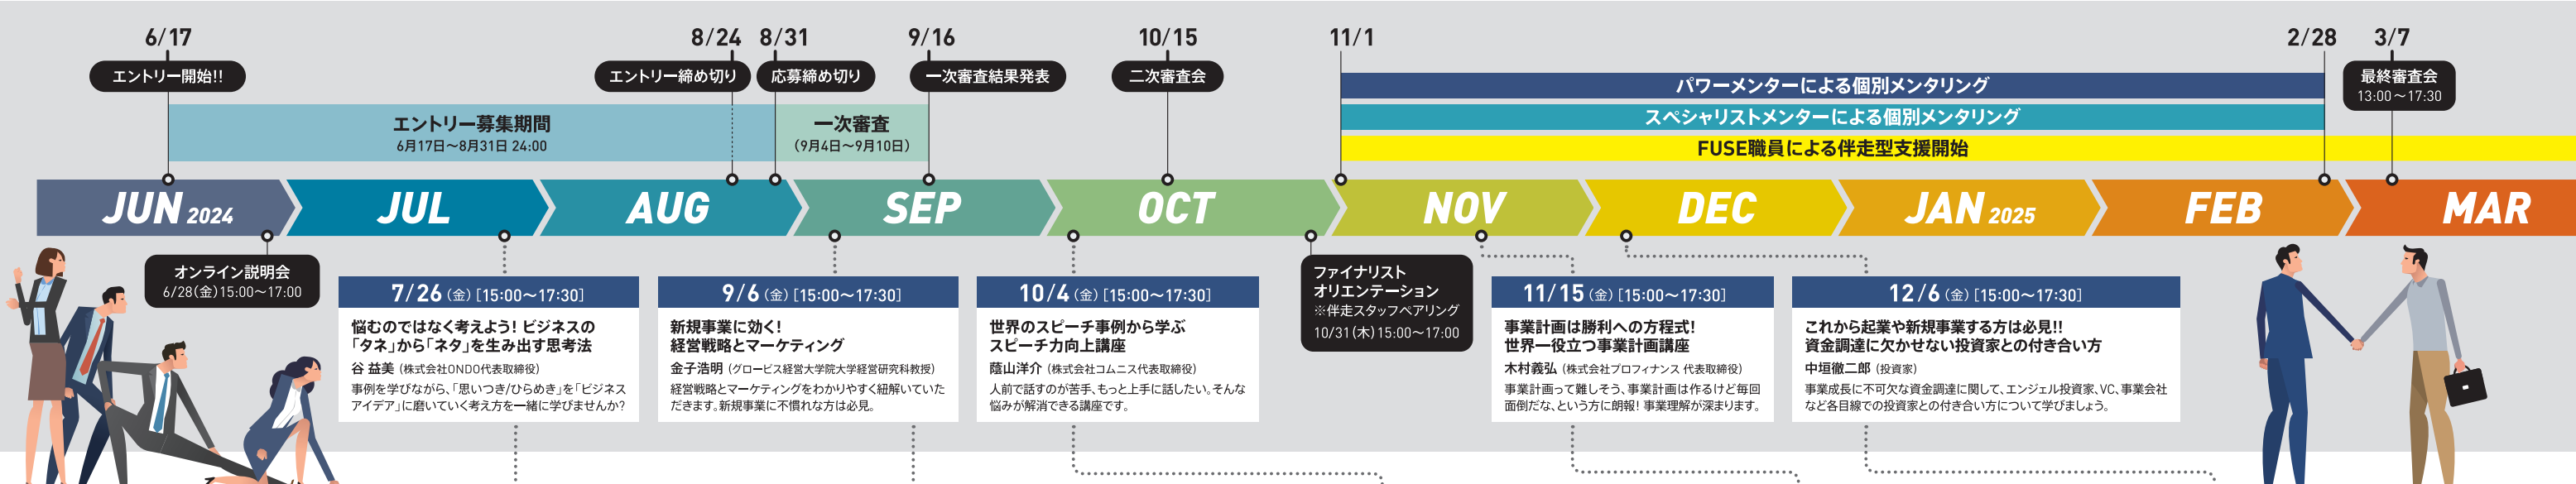 6/17
エントリー開始!!
8/24
エントリー締め切り
8/31
応募締め切り
9/16
一次審査結果発表
10/15
二次審査会
11/1
2/28
3/7
最終審査会
13:00〜17:30
エントリー募集期間
6月17日〜8月31日 24:00
一次審査
（9月4日〜9月10日）
パワーメンターによる個別メンタリング
スペシャリストメンターによる個別メンタリング
FUSE職員による伴走型支援開始
JUN 2024
JUL
AUG
SEP
OCT
NOV
DEC
JAN 2025
FEB
MAR
オンライン説明会
6/28(金)15:00〜17:00
7/26（金）[15:00〜17:30]
悩むのではなく考えよう！ビジネスの
「タネ」から「ネタ」を生み出す思考法
谷 益美（株式会社ONDO代表取締役）
事例を学びながら、「思いつき/ひらめき」を「ビジネス
アイデア」に磨いていく考え方を一緒に学びませんか？
9/6（金）[15:00〜17:30]
新規事業に効く！
経営戦略とマーケティング
金子浩明（グロービス経営大学院大学経営研究科教授）
経営戦略とマーケティングをわかりやすく紐解いていた
だきます。新規事業に不慣れな方は必見。
10/4（金）[15:00〜17:30]
世界のスピーチ事例から学ぶ
スピーチ力向上講座
蔭山洋介（株式会社コムニス代表取締役）
人前で話すのが苦手、もっと上手に話したい。そんな
悩みが解消できる講座です。
ファイナリスト
オリエンテーション
※伴走スタッフペアリング
10/31(木)15:00〜17:00
11/15（金）[15:00〜17:30]
事業計画は勝利への方程式！
世界一役立つ事業計画講座
木村義弘（株式会社プロフィナンス 代表取締役）
事業計画って難しそう、事業計画は作るけど毎回
面倒だな、という方に朗報！事業理解が深まります。
12/6（金）[15:00〜17:30]
これから起業や新規事業する方は必見!!
資金調達に欠かせない投資家との付き合い方
中垣徹二郎（投資家）
事業成長に不可欠な資金調達に関して、エンジェル投資家、VC、事業会社
など各目線での投資家との付き合い方について学びましょう。